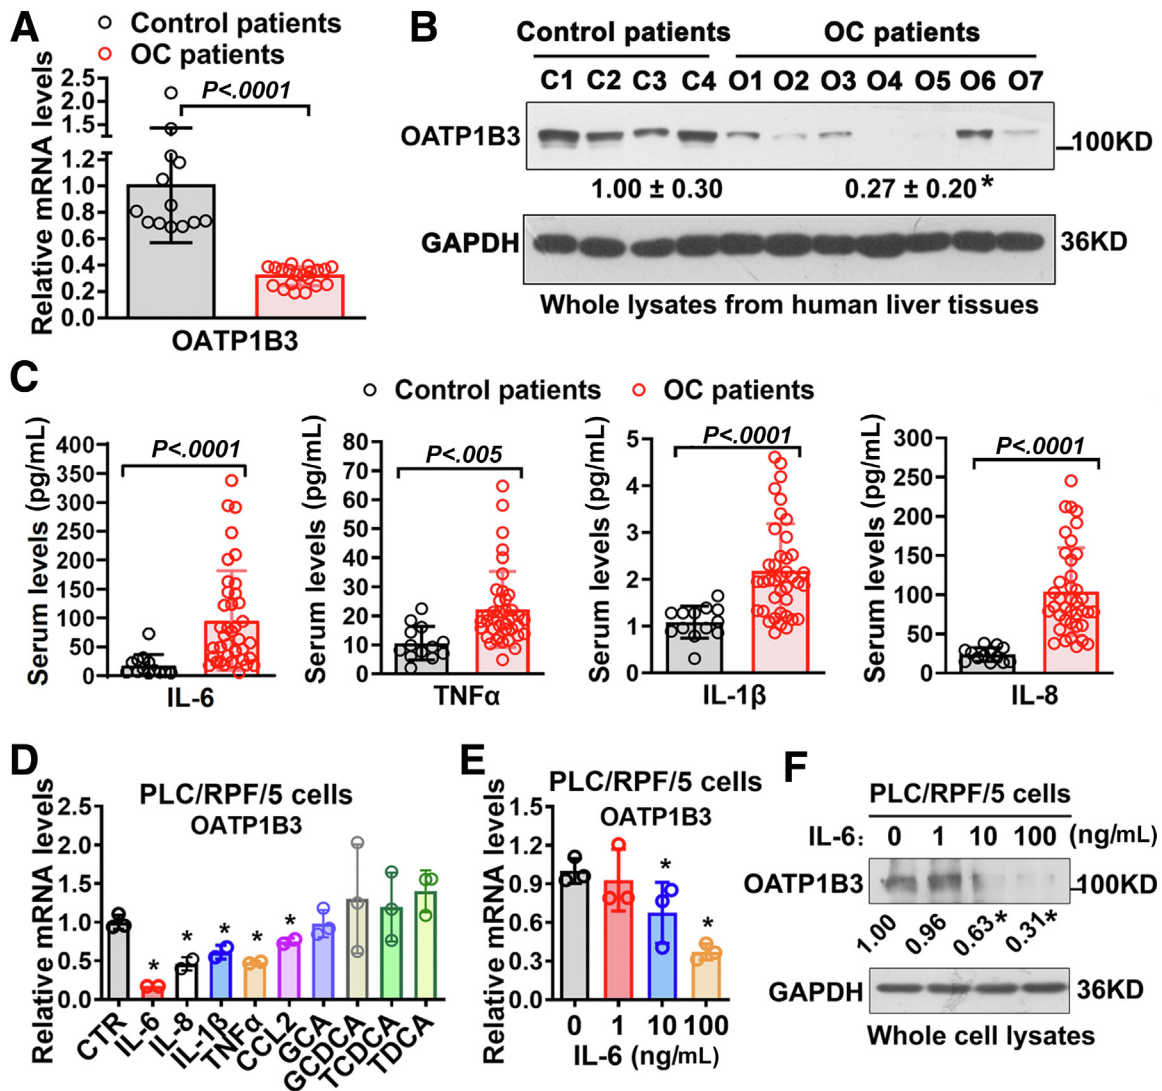 A
Control patients
OC patients
Relative mRNA levels
2.5
2.0
1.5
1.2
1.0
0.8
0.6
0.4
0.2
0.0
P<.0001
OATP1B3
B
Control patients OC patients
C1 C2 C3 C4 O1 O2 O3 O4 O5 O6 O7
OATP1B3
100KD
1.00 ± 0.30 0.27 ± 0.20*
GAPDH
36KD
Whole lysates from human liver tissues
C
Control patients OC patients
Serum levels (pg/mL)
400
350
300
250
200
150
100
50
0
P<.0001
IL-6
Serum levels (pg/mL)
80
70
60
50
40
30
20
10
0
P<.005
TNFα
Serum levels (pg/mL)
5
4
3
2
1
0
P<.0001
IL-1β
Serum levels (pg/mL)
300
250
200
150
100
50
0
P<.0001
IL-8
D
PLC/RPF/5 cells
OATP1B3
Relative mRNA levels
2.5
2.0
1.5
1.0
0.5
0.0
* * * * *
CTR IL-6 IL-8 IL-1β TNFα CCL2 GCA GCDCA TCDCA TDCA
E
PLC/RPF/5 cells
OATP1B3
Relative mRNA levels
1.5
1.2
0.9
0.6
0.3
0.0
* *
0 1 10 100
IL-6 (ng/mL)
F
PLC/RPF/5 cells
IL-6: 0 1 10 100 (ng/mL)
OATP1B3
100KD
1.00 0.96 0.63* 0.31*
GAPDH
36KD
Whole cell lysates